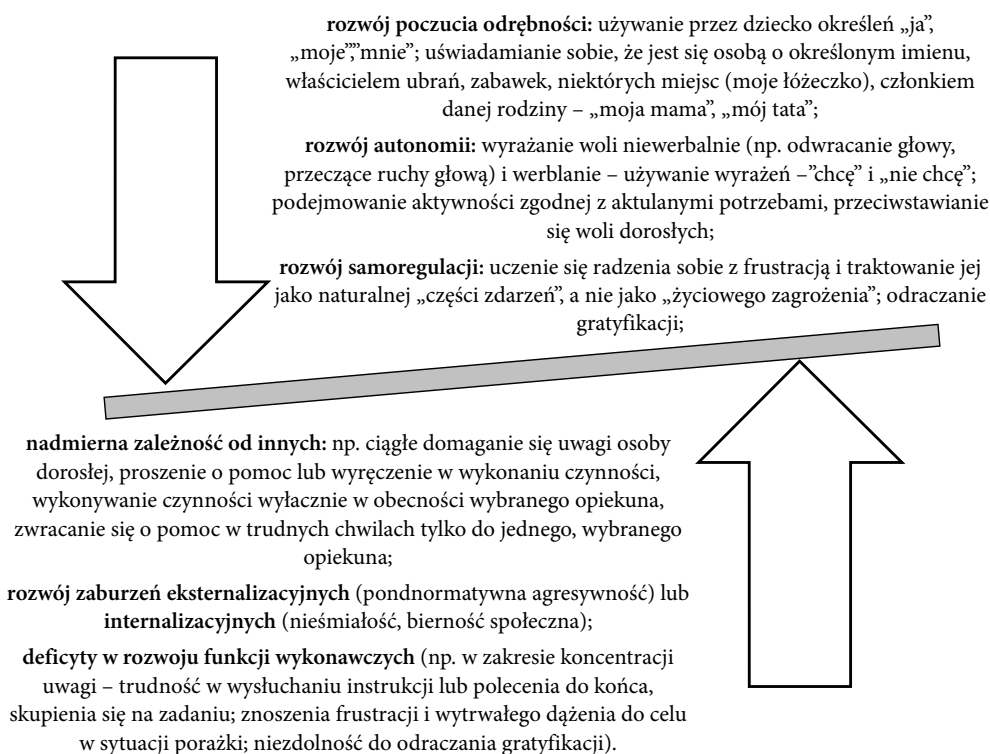 rozwój poczucia odrębności: używanie przez dziecko określeń „ja”,
„moje”,”mnie”; uświadamianie sobie, że jest się osobą o określonym imienu,
właścicielem ubrań, zabawek, niektórych miejsc (moje łóżeczko), członkiem
danej rodziny – „moja mama”, „mój tata”;
rozwój autonomii: wyrażanie woli niewerbalnie (np. odwracanie głowy,
przeczące ruchy głową) i werblanie – używanie wyrażeń –”chcę” i „nie chcę”;
podejmowanie aktywności zgodnej z aktulanymi potrzebami, przeciwstawianie
się woli dorosłych;
rozwój samoregulacji: uczenie się radzenia sobie z frustracją i traktowanie jej
jako naturalnej „części zdarzeń”, a nie jako „życiowego zagrożenia”; odraczanie
gratyfikacji;
nadmierna zależność od innych: np. ciągłe domaganie się uwagi osoby
dorosłej, proszenie o pomoc lub wyręczenie w wykonaniu czynności,
wykonywanie czynności wyłacznie w obecności wybranego opiekuna,
zwracanie się o pomoc w trudnych chwilach tylko do jednego, wybranego
opiekuna;
rozwój zaburzeń eksternalizacyjnych (pondnormatywna agresywność) lub
internalizacyjnych (nieśmiałość, bierność społeczna);
deficyty w rozwoju funkcji wykonawczych (np. w zakresie koncentracji
uwagi – trudność w wysłuchaniu instrukcji lub polecenia do końca,
skupienia się na zadaniu; znoszenia frustracji i wytrwałego dążenia do celu
w sytuacji porażki; niezdolność do odraczania gratyfikacji).